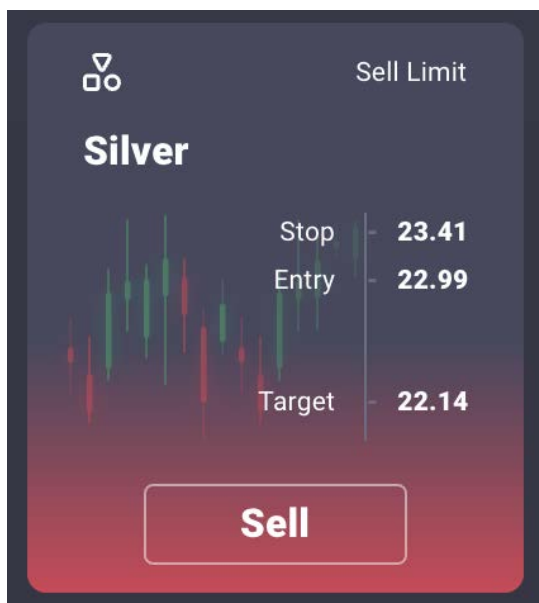 Sell Limit
Silver
Stop 23.41
Entry 22.99
Target 22.14
Sell